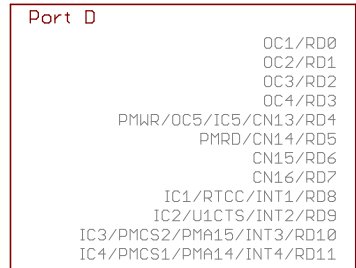 Port D
OC1/RD0
OC2/RD1
OC3/RD2
OC4/RD3
PMWR/OC5/IC5/CN13/RD4
PMRD/CN14/RD5
CN15/RD6
CN16/RD7
IC1/RTCC/INT1/RD8
IC2/U1CTS/INT2/RD9
IC3/PMCS2/PMA15/INT3/RD10
IC4/PMCS1/PMA14/INT4/RD11